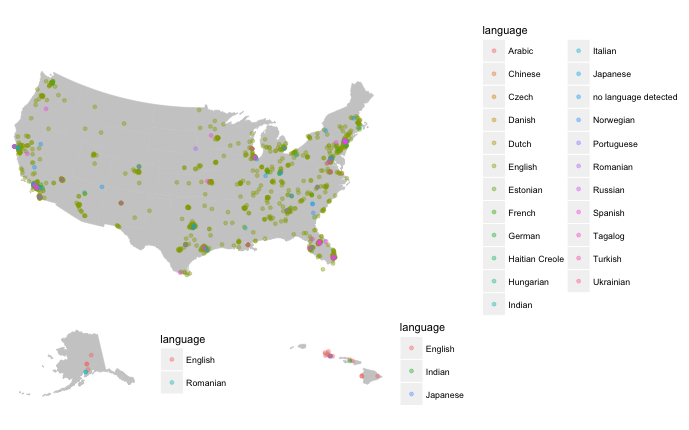 language
Arabic
Chinese
Czech
Danish
Dutch
English
Estonian
French
German
Haitian Creole
Hungarian
Indian
Italian
Japanese
no language detected
Norwegian
Portuguese
Romanian
Russian
Spanish
Tagalog
Turkish
Ukrainian
language
English
Romanian
language
English
Indian
Japanese